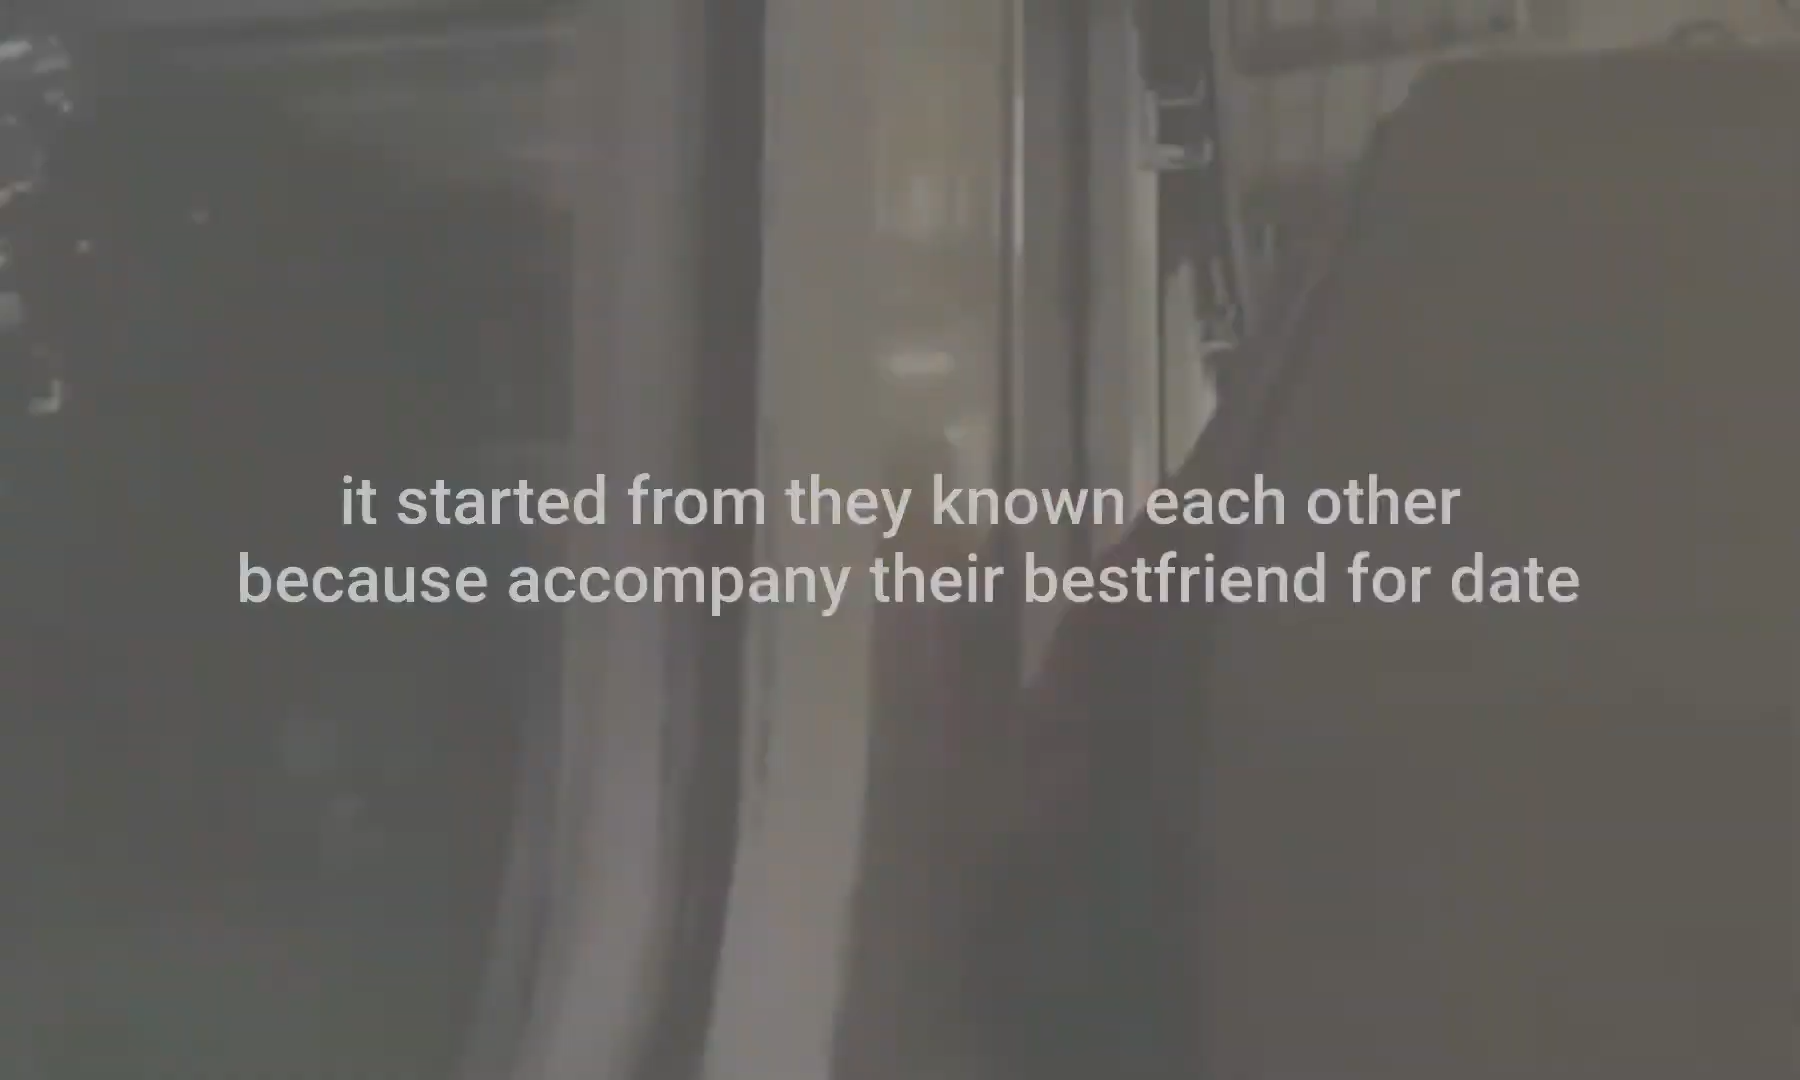 it started from they known each other
because accompany their bestfriend for date